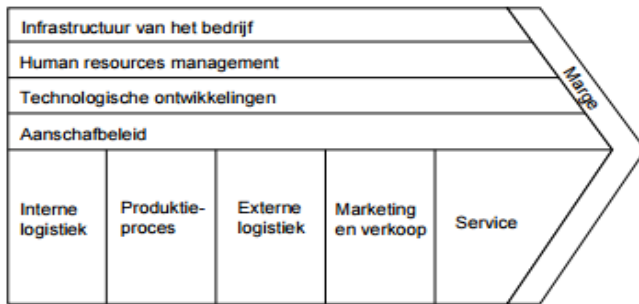 Infrastructuur van het bedrijf
Human resources management
Technologische ontwikkelingen
Aanschafbeleid
Marge
Interne
logistiek
Produktie-
proces
Externe
logistiek
Marketing
en verkoop
Service